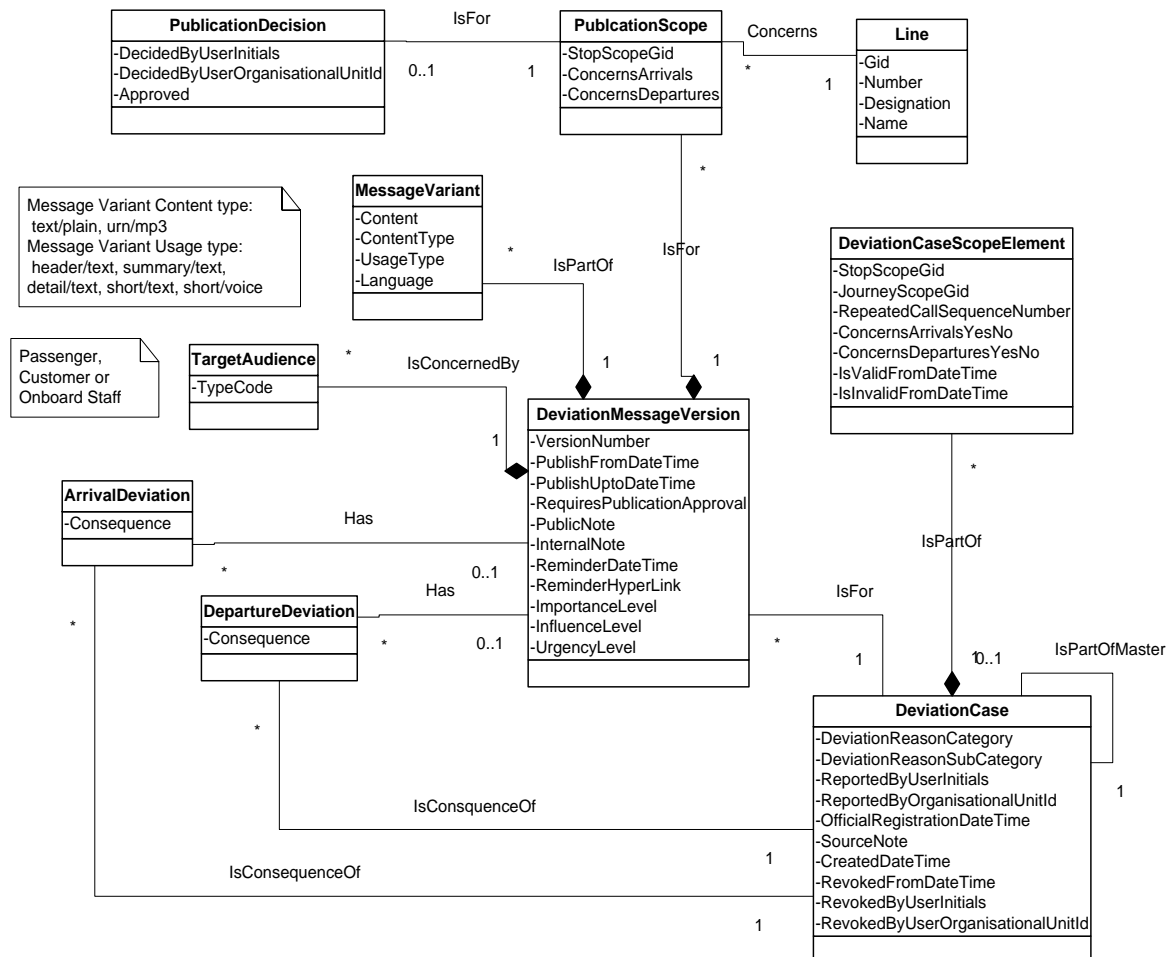 PublicationDecision
-DecidedByUserInitials
-DecidedByUserOrganisationalUnitId
-Approved
IsFor
0..1
1
PublcationScope
-StopScopeGid
-ConcernsArrivals
-ConcernsDepartures
Concerns
*
1
Line
-Gid
-Number
-Designation
-Name
Message Variant Content type:
text/plain, urn/mp3
Message Variant Usage type:
header/text, summary/text,
detail/text, short/text, short/voice
MessageVariant
-Content
-ContentType
-UsageType
-Language
*
IsPartOf
1
*
IsFor
1
DeviationCaseScopeElement
-StopScopeGid
-JourneyScopeGid
-RepeatedCallSequenceNumber
-ConcernsArrivalsYesNo
-ConcernsDeparturesYesNo
-IsValidFromDateTime
-IsInvalidFromDateTime
Passenger,
Customer or
Onboard Staff
TargetAudience
-TypeCode
*
IsConcernedBy
1
DeviationMessageVersion
-VersionNumber
-PublishFromDateTime
-PublishUptoDateTime
-RequiresPublicationApproval
-PublicNote
-InternalNote
-ReminderDateTime
-ReminderHyperLink
-ImportanceLevel
-InfluenceLevel
-UrgencyLevel
ArrivalDeviation
-Consequence
Has
*
0..1
*
DepartureDeviation
-Consequence
Has
*
0..1
*
*
IsPartOf
1
IsFor
*
1
0..1
IsPartOfMaster
1
DeviationCase
-DeviationReasonCategory
-DeviationReasonSubCategory
-ReportedByUserInitials
-ReportedByOrganisationalUnitId
-OfficialRegistrationDateTime
-SourceNote
-CreatedDateTime
-RevokedFromDateTime
-RevokedByUserInitials
-RevokedByUserOrganisationalUnitId
IsConsquenceOf
1
IsConsequenceOf
1